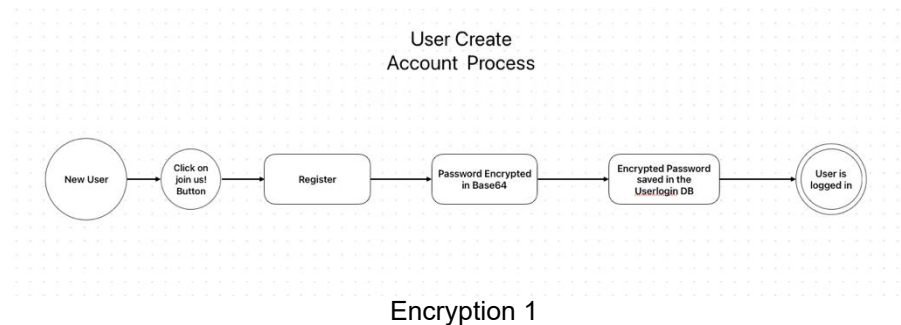 User Create
Account Process
New User
Click on
join us!
Button
Register
Password Encrypted
in Base64
Encrypted Password
saved in the
Userlogin DB
User is
logged in
Encryption 1